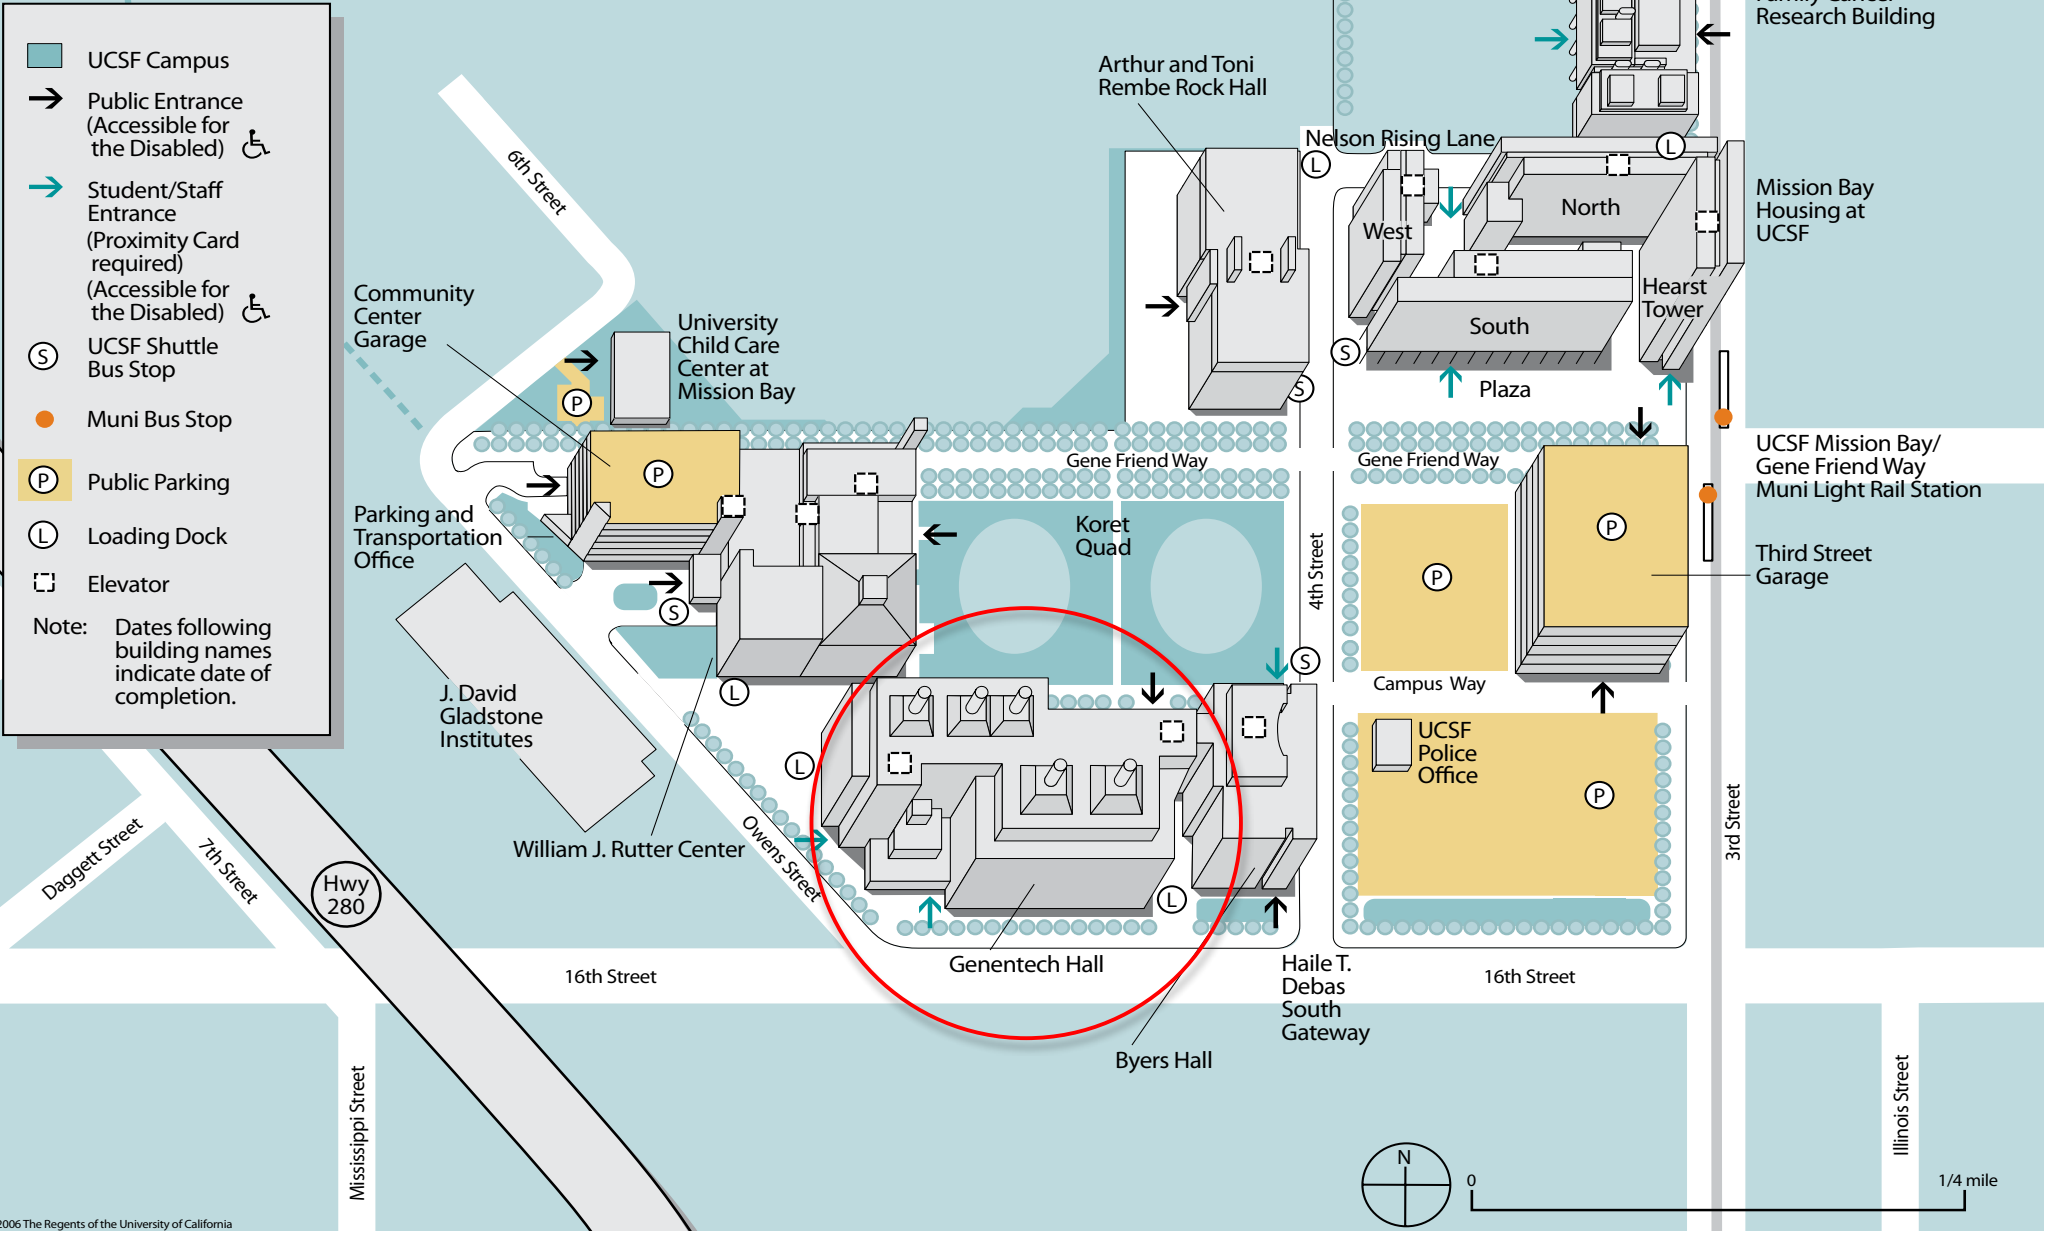 UCSF Campus
Public Entrance
(Accessible for
the Disabled)
Student/Staff
Entrance
(Proximity Card
required)
(Accessible for
the Disabled)
S
UCSF Shuttle
Bus Stop
Muni Bus Stop
P
Public Parking
L
Loading Dock
Elevator
Note:
Dates following
building names
indicate date of
completion.
Research Building
Arthur and Toni
Rembe Rock Hall
Nelson Rising Lane
L
L
6th Street
West
North
South
Hearst
Tower
Mission Bay
Housing at
UCSF
S
S
Plaza
Community
Center
Garage
University
Child Care
Center at
Mission Bay
P
P
Gene Friend Way
Gene Friend Way
UCSF Mission Bay/
Gene Friend Way
Muni Light Rail Station
Parking and
Transportation
Office
Koret
Quad
4th Street
P
P
Third Street
Garage
S
S
L
J. David
Gladstone
Institutes
Campus Way
UCSF
Police
Office
P
L
L
3rd Street
William J. Rutter Center
Owens Street
Daggett Street
7th Street
Hwy
280
Genentech Hall
16th Street
Haile T.
Debas
South
Gateway
16th Street
Byers Hall
Mississippi Street
Illinois Street
N
0
1/4 mile
2006 The Regents of the University of California